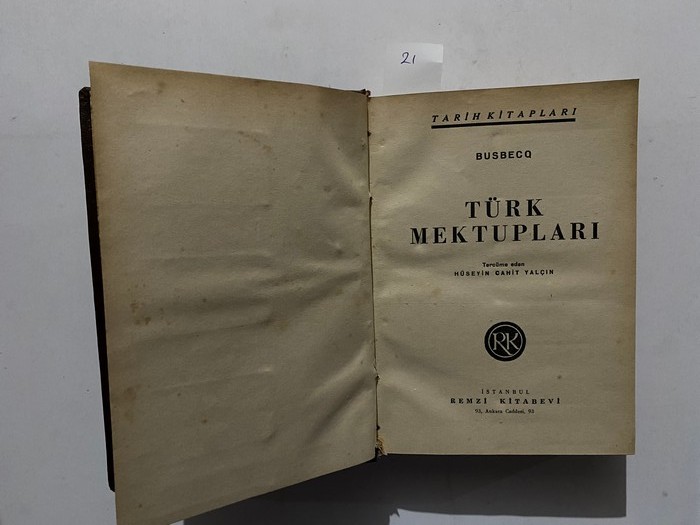 21
TARİH KİTAPLARI
BUSBECQ
TÜRK
MEKTUPLARI
Tercüme eden
HÜSEYİN CAHİT YALÇIN
RK
İSTANBUL
REMZİ KİTABEVİ
93, Ankara Caddesi, 93